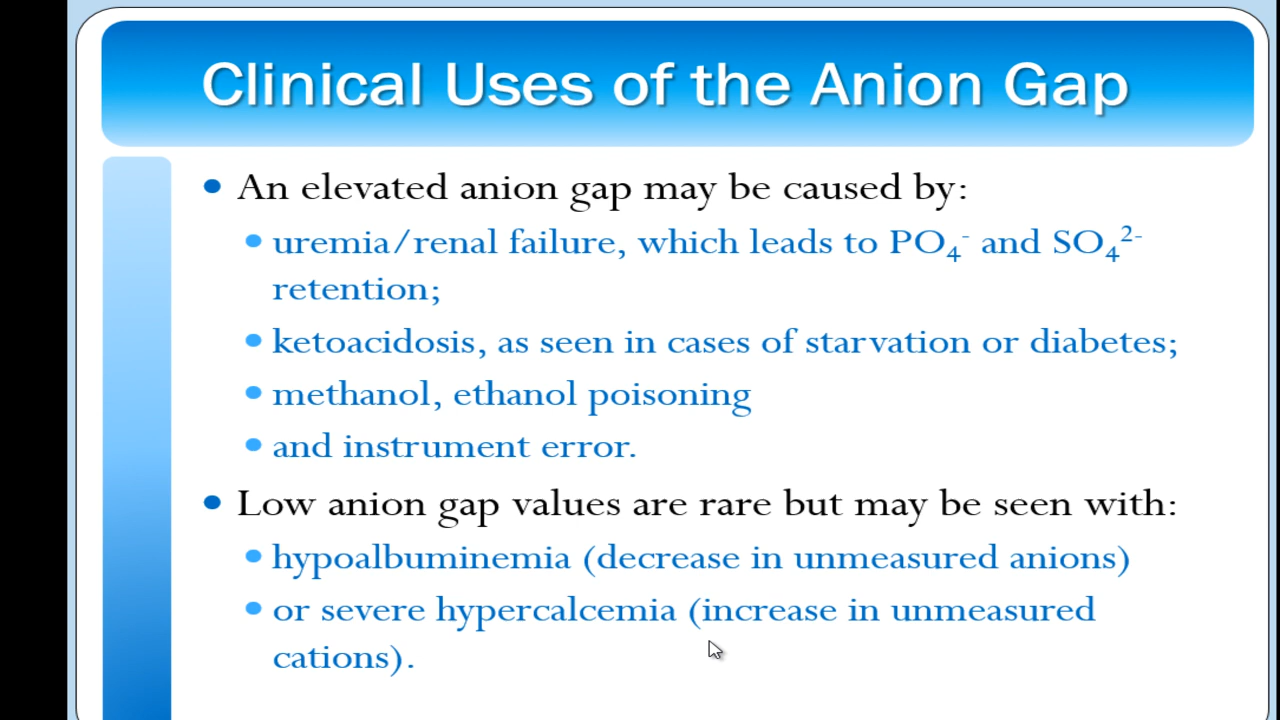 Clinical Uses of the Anion Gap
• An elevated anion gap may be caused by:
• uremia/renal failure, which leads to PO₄⁻ and SO₄²⁻
retention;
• ketoacidosis, as seen in cases of starvation or diabetes;
• methanol, ethanol poisoning
• and instrument error.
• Low anion gap values are rare but may be seen with:
• hypoalbuminemia (decrease in unmeasured anions)
• or severe hypercalcemia (increase in unmeasured
cations).